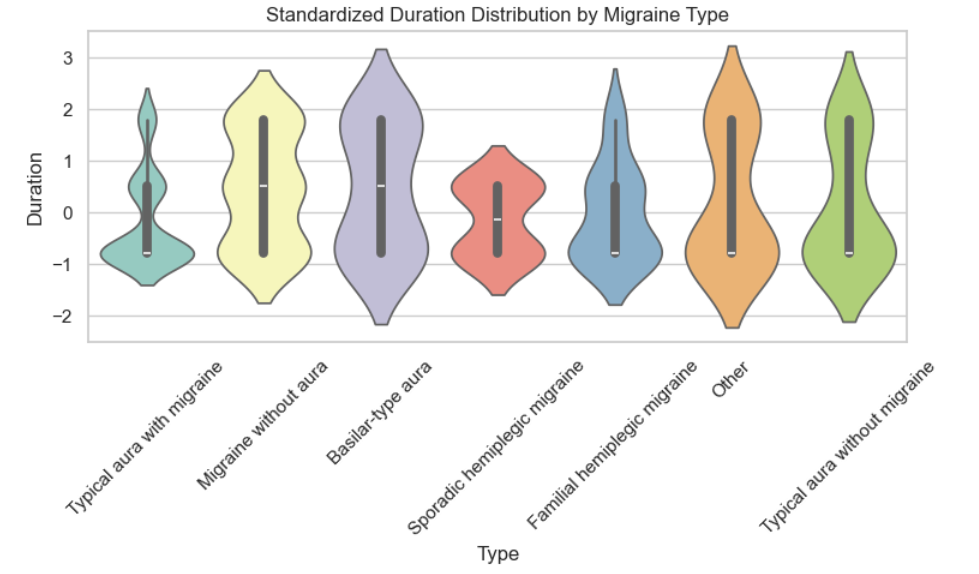 Standardized Duration Distribution by Migraine Type
3
2
1
0
−1
−2
Duration
Typical aura with migraine
Migraine without aura
Basilar-type aura
Sporadic hemiplegic migraine
Familial hemiplegic migraine
Other
Typical aura without migraine
Type